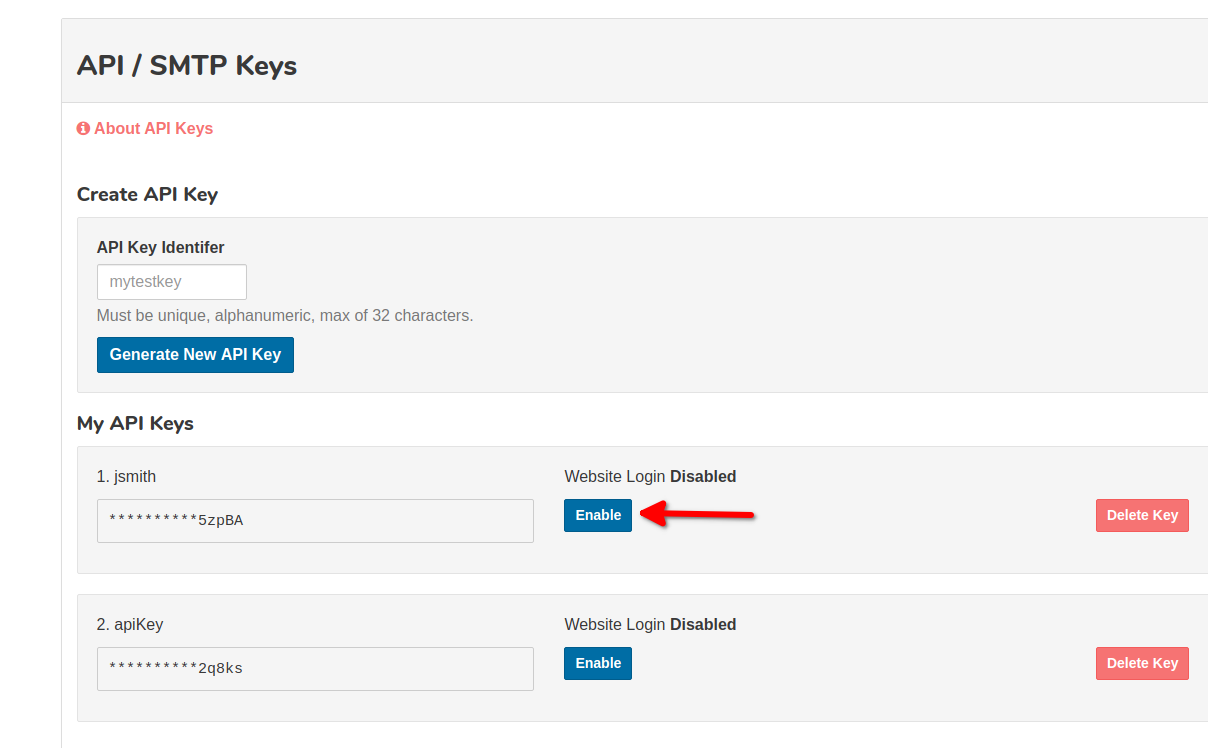 API / SMTP Keys
About API Keys
Create API Key
API Key Identifer
mytestkey
Must be unique, alphanumeric, max of 32 characters.
Generate New API Key
My API Keys
1. jsmith
Website Login Disabled
**********5zpBA
Enable
Delete Key
2. apiKey
Website Login Disabled
**********2q8ks
Enable
Delete Key